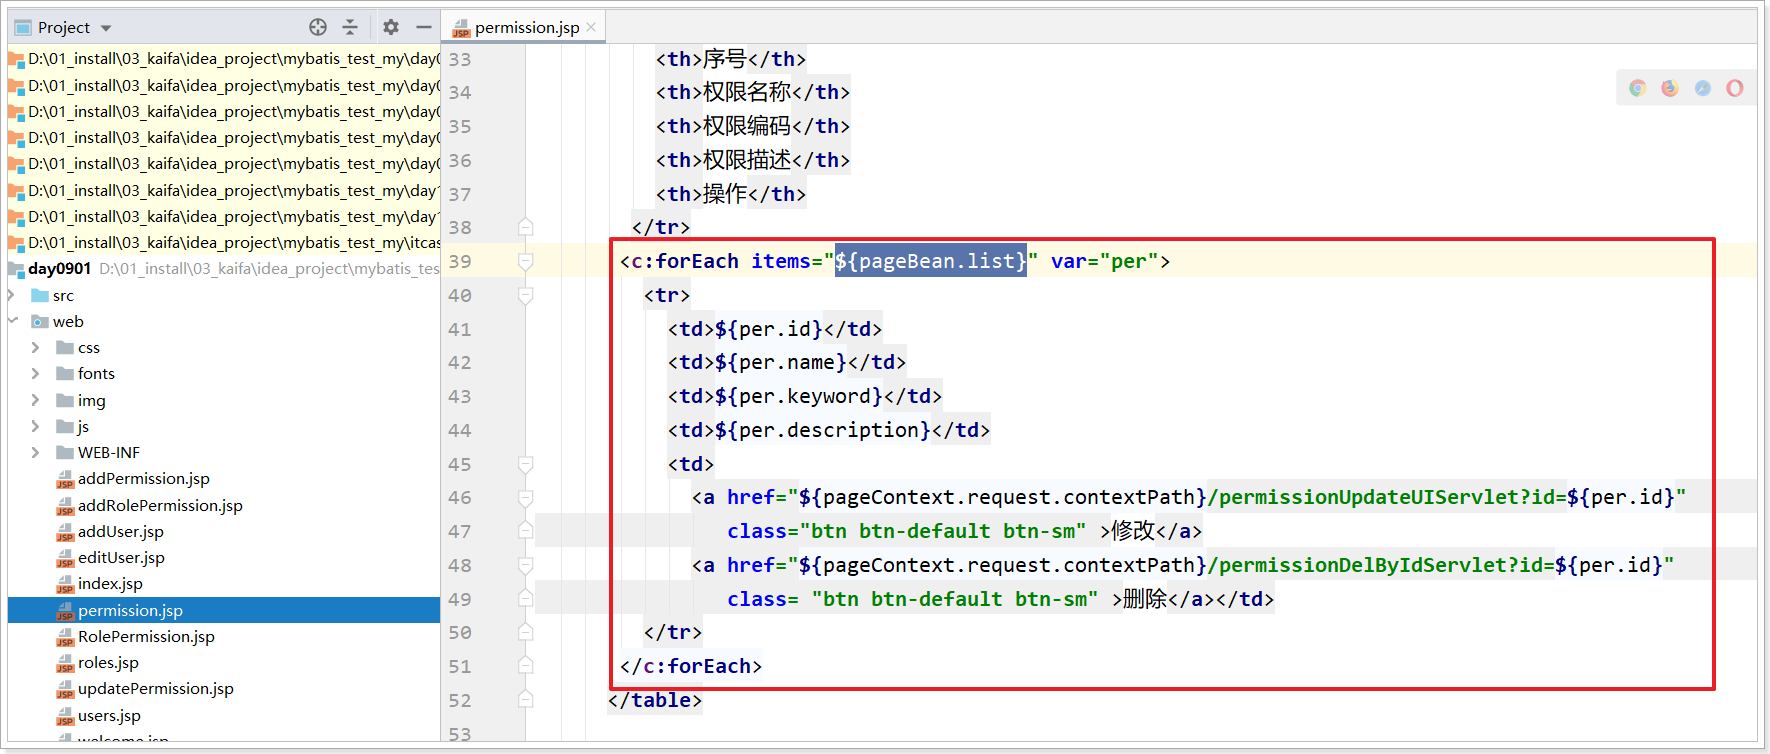 Project
D:\01_install\03_kaifa\idea_project\mybatis_test_my\day0
D:\01_install\03_kaifa\idea_project\mybatis_test_my\day0
D:\01_install\03_kaifa\idea_project\mybatis_test_my\day0
D:\01_install\03_kaifa\idea_project\mybatis_test_my\day0
D:\01_install\03_kaifa\idea_project\mybatis_test_my\day0
D:\01_install\03_kaifa\idea_project\mybatis_test_my\day1
D:\01_install\03_kaifa\idea_project\mybatis_test_my\day1
D:\01_install\03_kaifa\idea_project\mybatis_test_my\itcas
day0901 D:\01_install\03_kaifa\idea_project\mybatis_tes
src
web
css
fonts
img
js
WEB-INF
addPermission.jsp
addRolePermission.jsp
addUser.jsp
editUser.jsp
index.jsp
permission.jsp
RolePermission.jsp
roles.jsp
updatePermission.jsp
users.jsp
welcome.jsp
permission.jsp
33 <th>序号</th>
34 <th>权限名称</th>
35 <th>权限编码</th>
36 <th>权限描述</th>
37 <th>操作</th>
38 </tr>
39 <c:forEach items="${pageBean.list}" var="per">
40 <tr>
41 <td>${per.id}</td>
42 <td>${per.name}</td>
43 <td>${per.keyword}</td>
44 <td>${per.description}</td>
45 <td>
46 <a href="${pageContext.request.contextPath}/permissionUpdateUIServlet?id=${per.id}"
47 class="btn btn-default btn-sm" >修改</a>
48 <a href="${pageContext.request.contextPath}/permissionDelByIdServlet?id=${per.id}"
49 class= "btn btn-default btn-sm" >删除</a></td>
50 </tr>
51 </c:forEach>
52 </table>
53